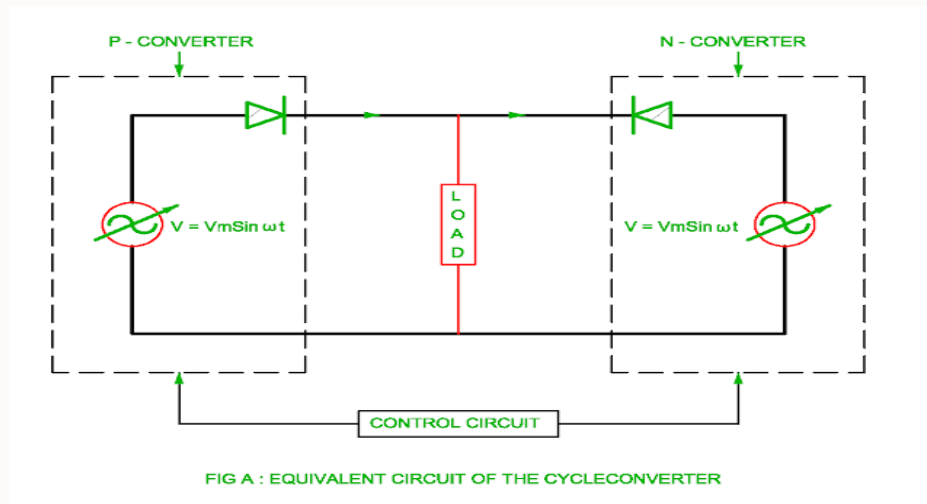 P - CONVERTER
N - CONVERTER
V = VmSin ωt
L
O
A
D
V = VmSin ωt
CONTROL CIRCUIT
FIG A : EQUIVALENT CIRCUIT OF THE CYCLECONVERTER